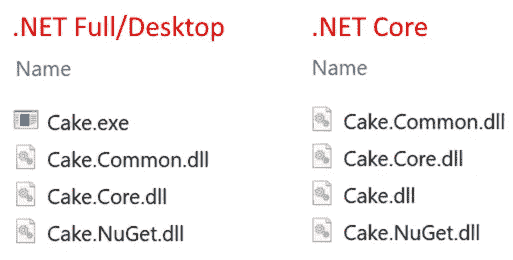 .NET Full/Desktop
Name
Cake.exe
Cake.Common.dll
Cake.Core.dll
Cake.NuGet.dll
.NET Core
Name
Cake.Common.dll
Cake.Core.dll
Cake.dll
Cake.NuGet.dll